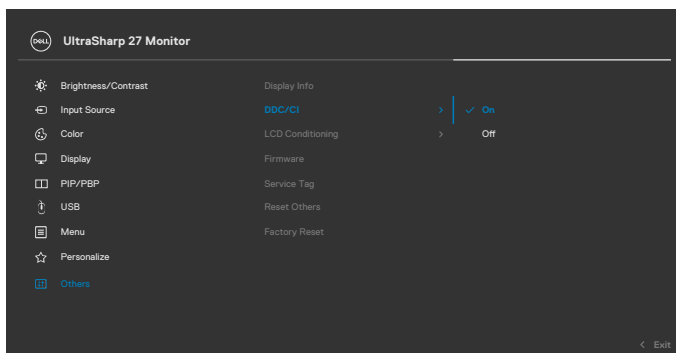 DELL UltraSharp 27 Monitor
Brightness/Contrast
Input Source
Color
Display
PIP/PBP
USB
Menu
Personalize
Others
Display Info
DDC/CI
LCD Conditioning
Firmware
Service Tag
Reset Others
Factory Reset
On
Off
Exit